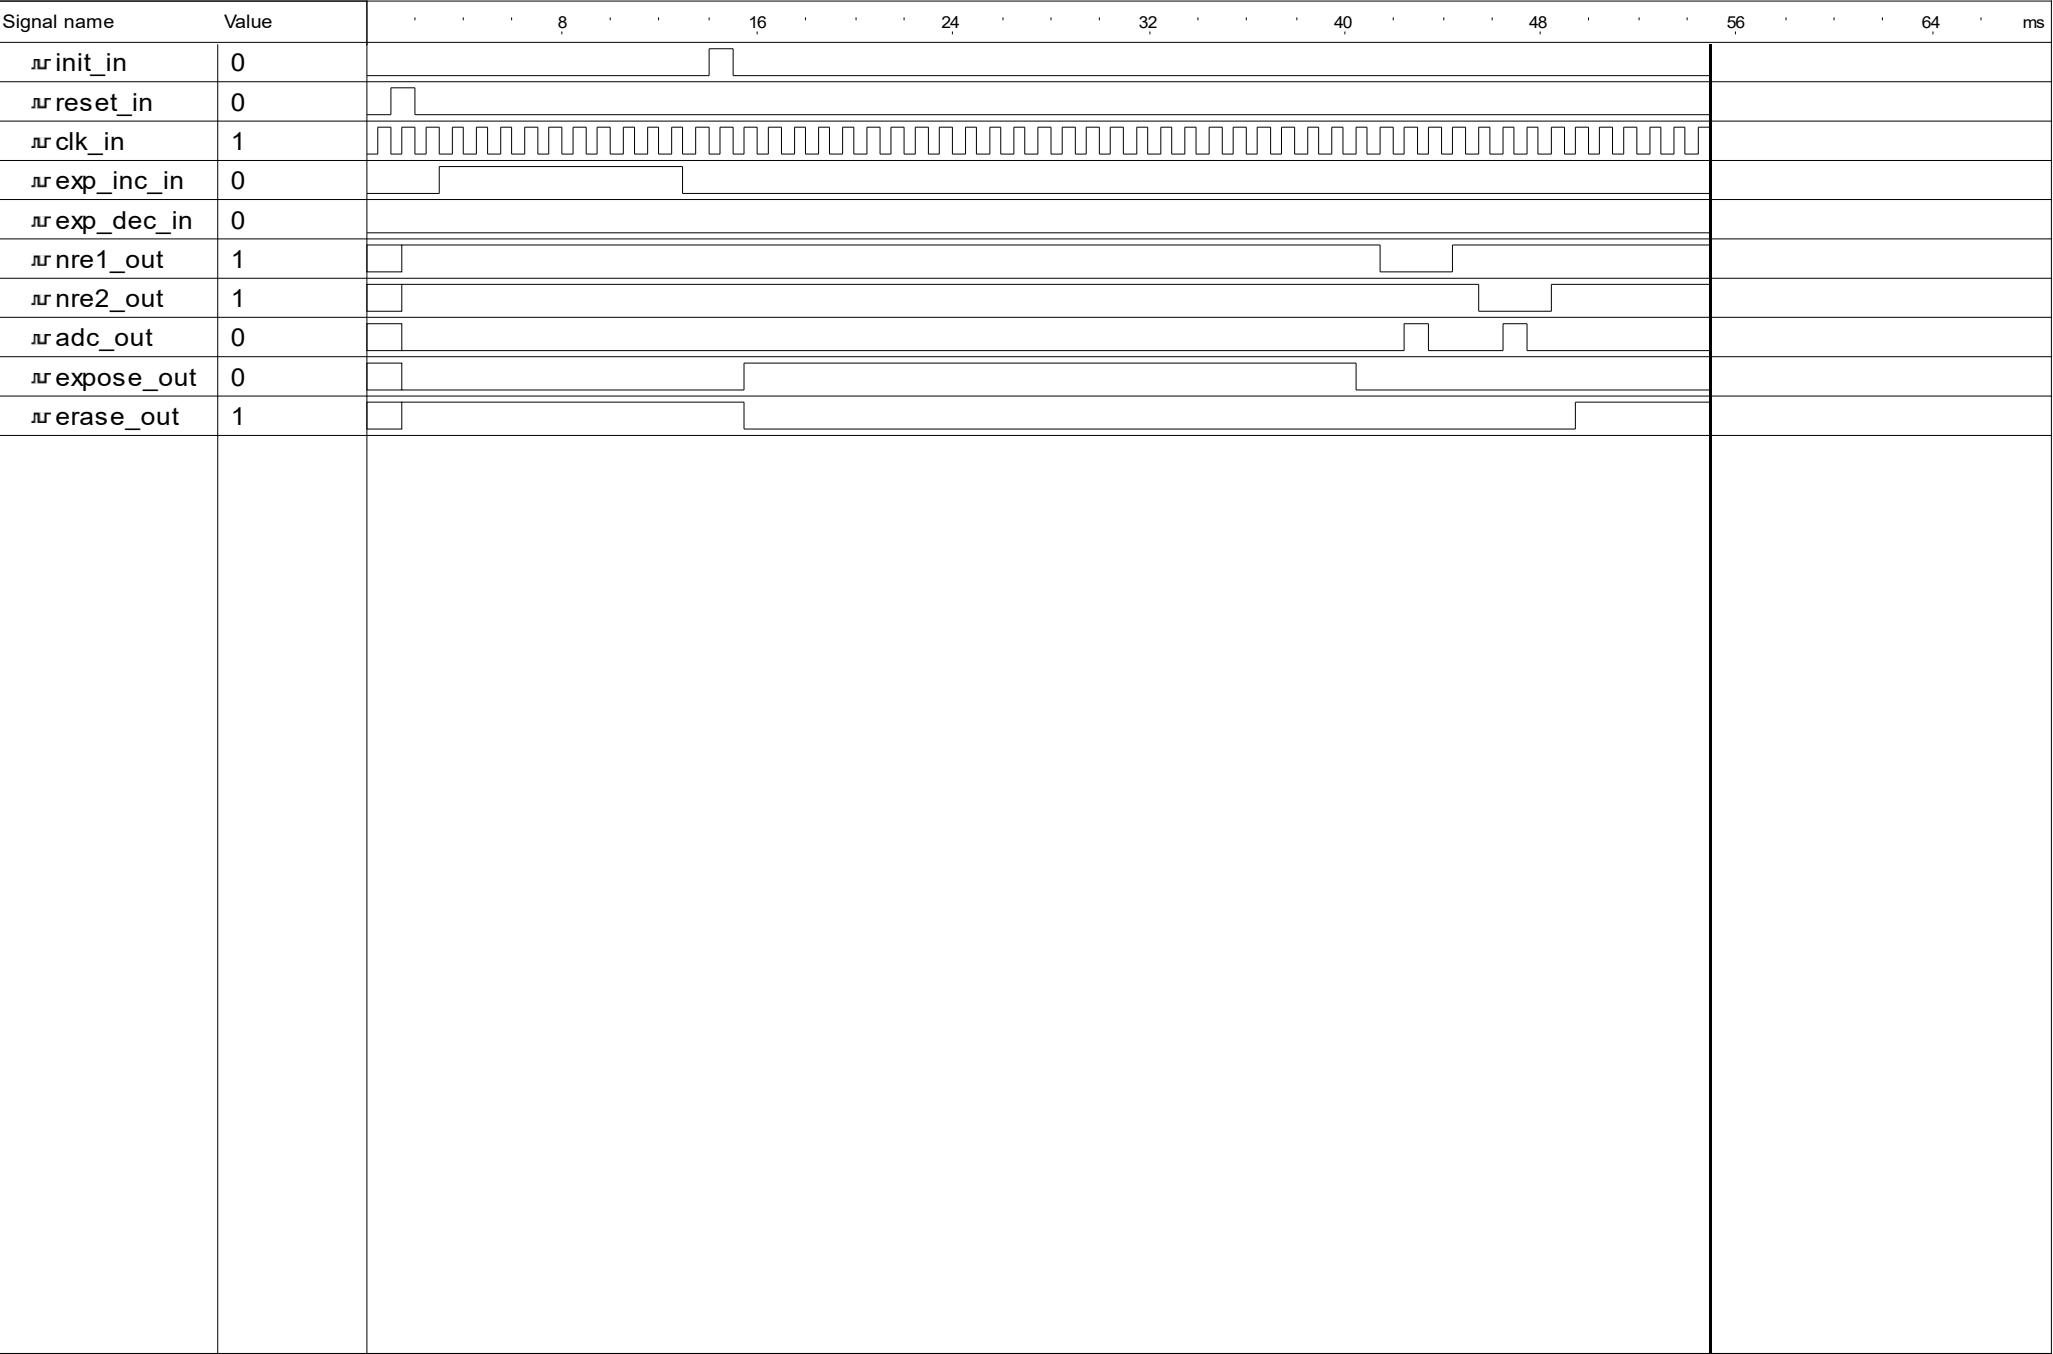 Signal name Value 8 16 24 32 40 48 56 64 ms
init_in 0
reset_in 0
clk_in 1
exp_inc_in 0
exp_dec_in 0
nre1_out 1
nre2_out 1
adc_out 0
expose_out 0
erase_out 1